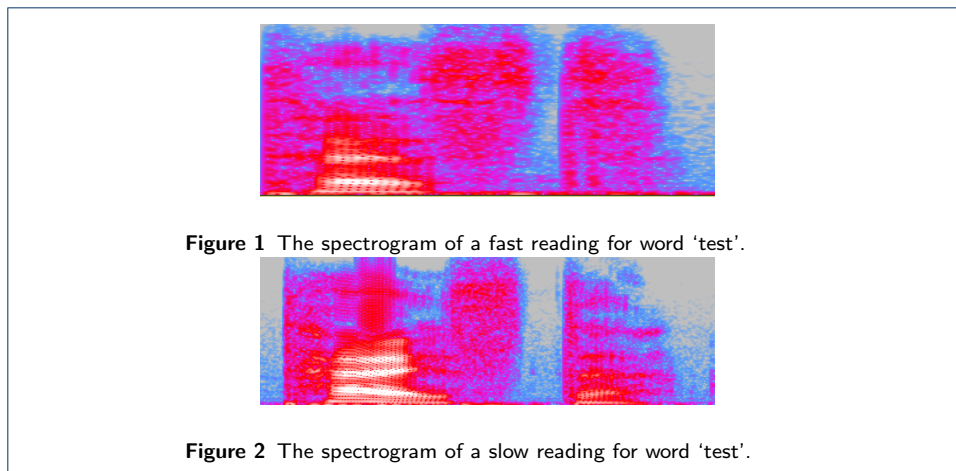 Figure 1 The spectrogram of a fast reading for word ‘test’.
Figure 2 The spectrogram of a slow reading for word ‘test’.